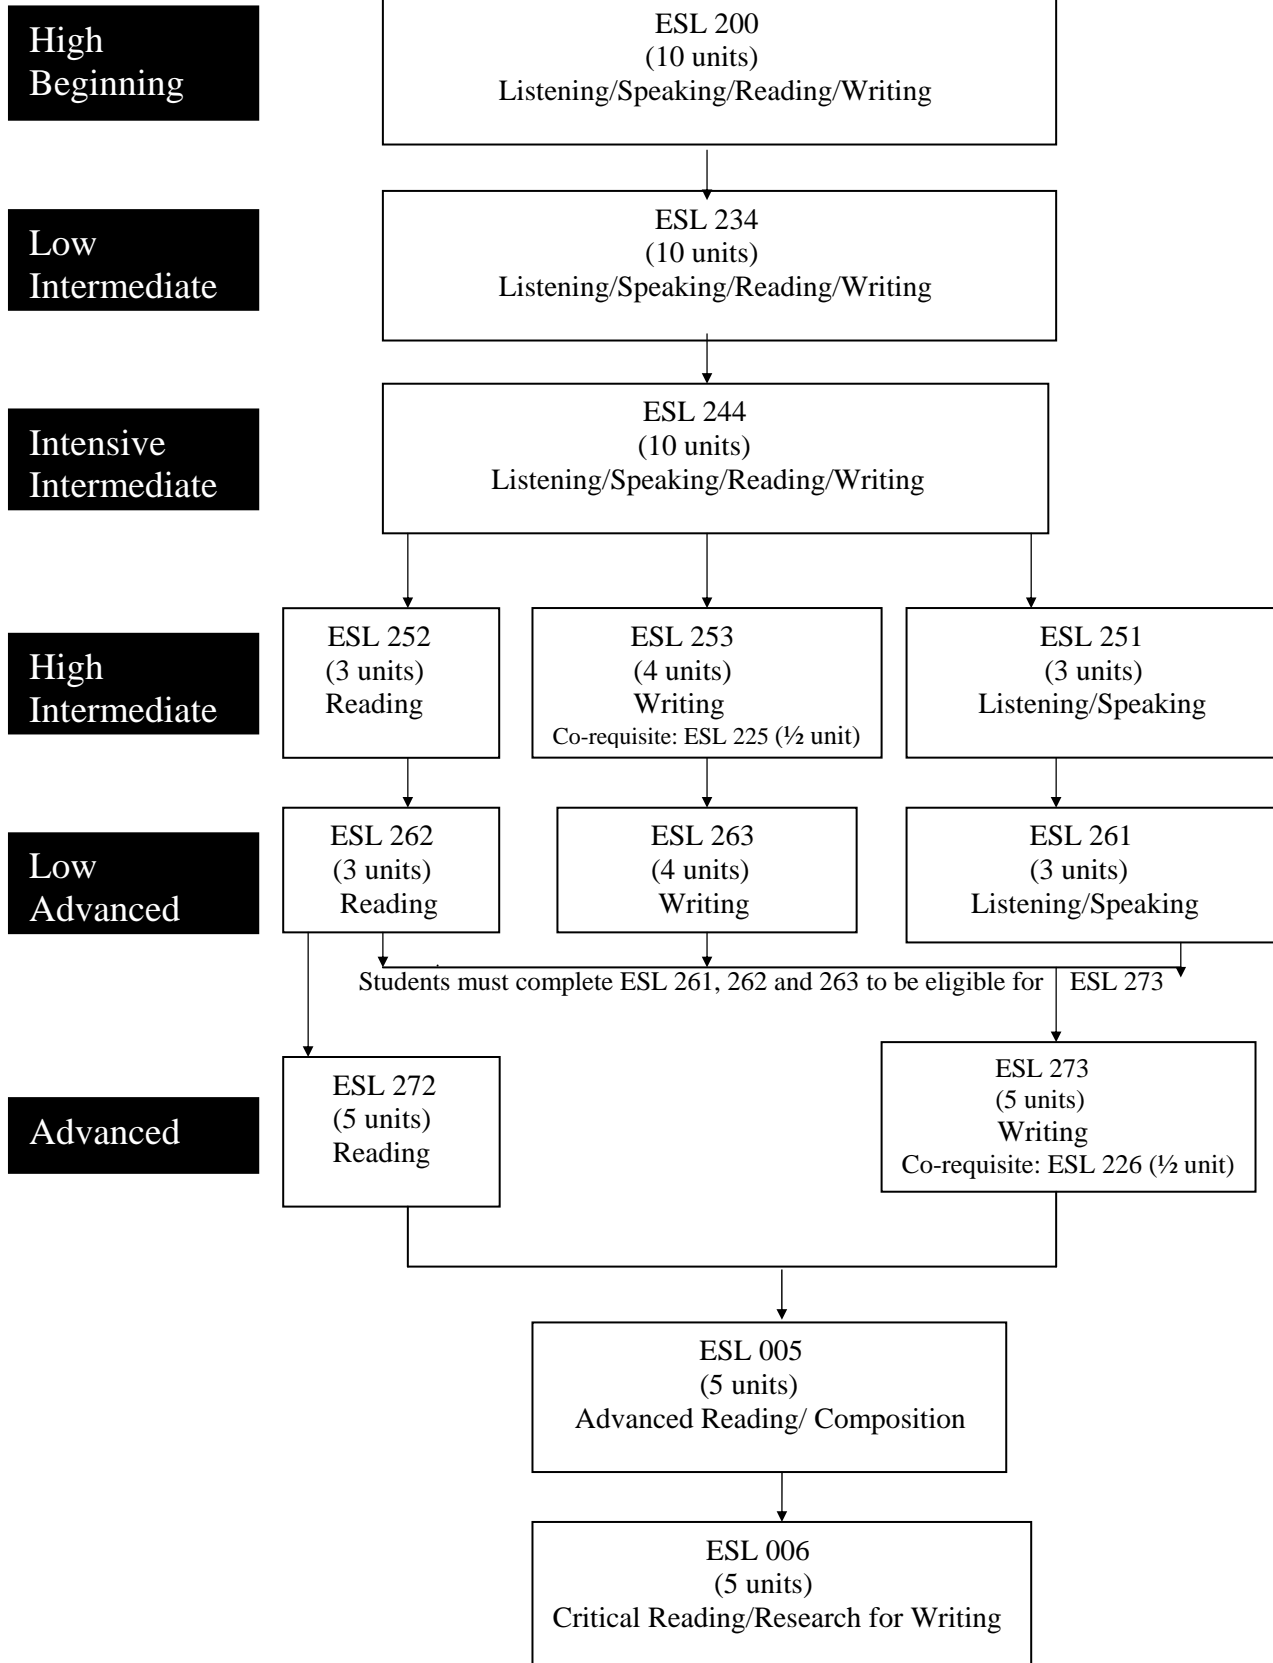 High
Beginning
ESL 200
(10 units)
Listening/Speaking/Reading/Writing
Low
Intermediate
ESL 234
(10 units)
Listening/Speaking/Reading/Writing
Intensive
Intermediate
ESL 244
(10 units)
Listening/Speaking/Reading/Writing
High
Intermediate
ESL 252
(3 units)
Reading
ESL 253
(4 units)
Writing
Co-requisite: ESL 225 (½ unit)
ESL 251
(3 units)
Listening/Speaking
Low
Advanced
ESL 262
(3 units)
Reading
ESL 263
(4 units)
Writing
ESL 261
(3 units)
Listening/Speaking
Students must complete ESL 261, 262 and 263 to be eligible for ESL 273
Advanced
ESL 272
(5 units)
Reading
ESL 273
(5 units)
Writing
Co-requisite: ESL 226 (½ unit)
ESL 005
(5 units)
Advanced Reading/ Composition
ESL 006
(5 units)
Critical Reading/Research for Writing